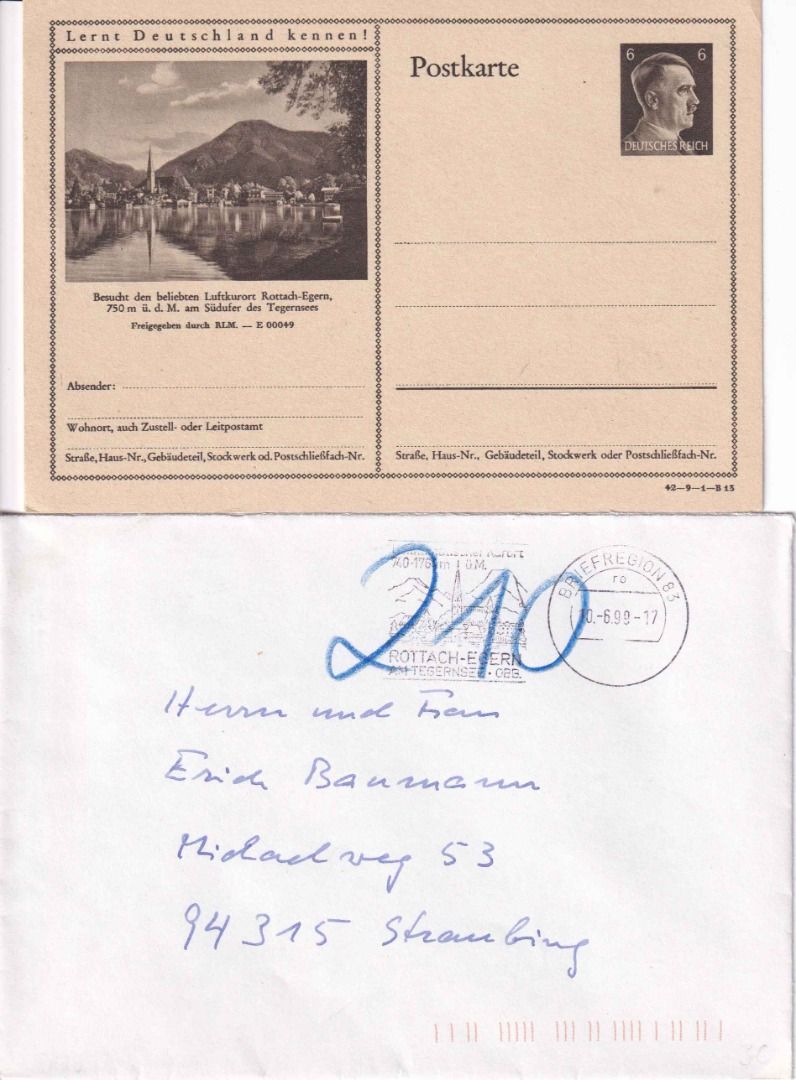 Lernt Deutschland kennen!
Postkarte
6 6
DEUTSCHES REICH
Besucht den beliebten Luftkurort Rottach-Egern,
750 m ü. d. M. am Südufer des Tegernsees
Freigegeben durch RLM. — E 00049
Absender:
Wohnort, auch Zustell- oder Leitpostamt
Straße, Haus-Nr., Gebäudeteil, Stockwerk od. Postschließfach-Nr.
Straße, Haus-Nr., Gebäudeteil, Stockwerk oder Postschließfach-Nr.
42—9—1—B 13
210
Kurort
ü.M.
ROTTACH-EGERN
AM TEGERNSEE · OBB.
BRIEFREGION 83
ro
10.-6.99-17
Herrn und Frau
Erich Baumann
Michaelweg 53
94315 Straubing